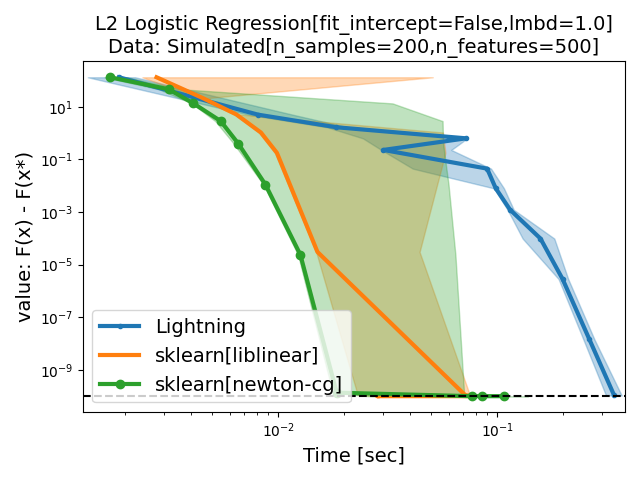 L2 Logistic Regression[fit_intercept=False,lmbd=1.0]
Data: Simulated[n_samples=200,n_features=500]
value: F(x) - F(x*)
10¹
10⁻¹
10⁻³
10⁻⁵
10⁻⁷
10⁻⁹
Lightning
sklearn[liblinear]
sklearn[newton-cg]
10⁻²
10⁻¹
Time [sec]